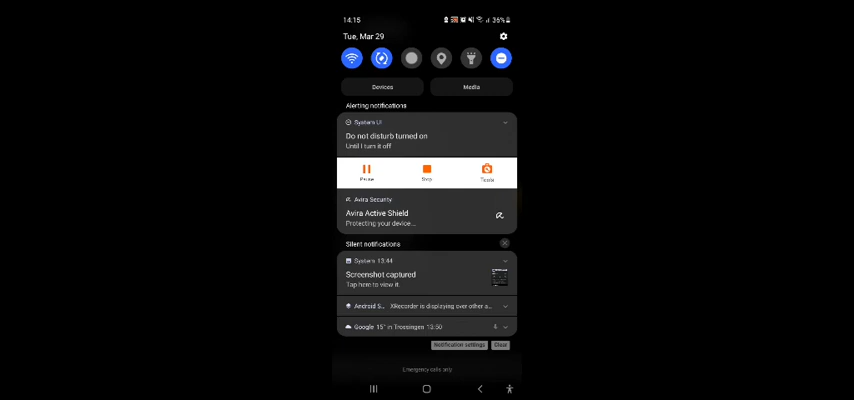 14:15
36%
Tue, Mar 29
Devices
Media
Alerting notifications
System UI
Do not disturb turned on
Until I turn it off
Pause
Stop
Tools
Avira Security
Avira Active Shield
Protecting your device...
Silent notifications
System 13:44
Screenshot captured
Tap here to view it.
Android S... XRecorder is displaying over other a...
Google 15° in Trossingen 13:50
Notification settings
Clear
Emergency calls only